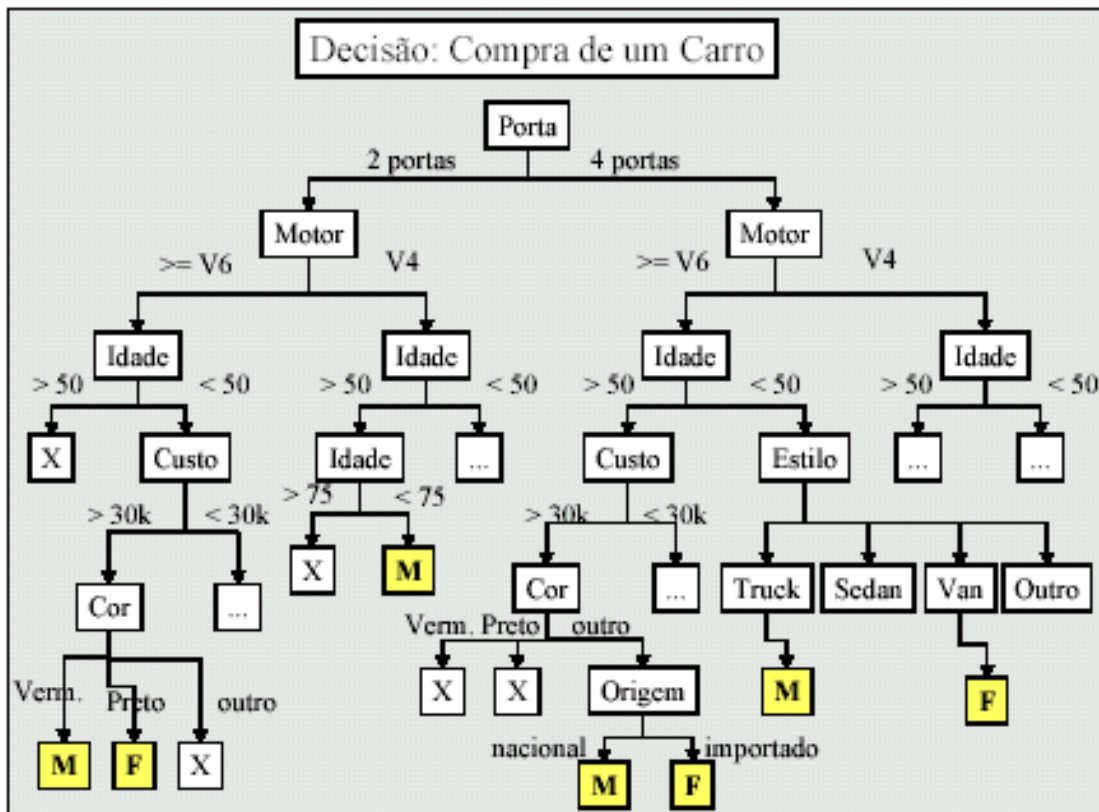 Decisão: Compra de um Carro
Porta
2 portas 4 portas
Motor Motor
>= V6 V4 >= V6 V4
Idade Idade Idade Idade
> 50 < 50 > 50 < 50 > 50 < 50 > 50 < 50
X Custo Idade ... Custo Estilo ... ...
> 75 < 75
> 30k < 30k > 30k < 30k
X M
Cor ... Cor ... Truck Sedan Van Outro
Verm. Preto outro
X X Origem M F
Verm. Preto outro
nacional importado
M F X M F